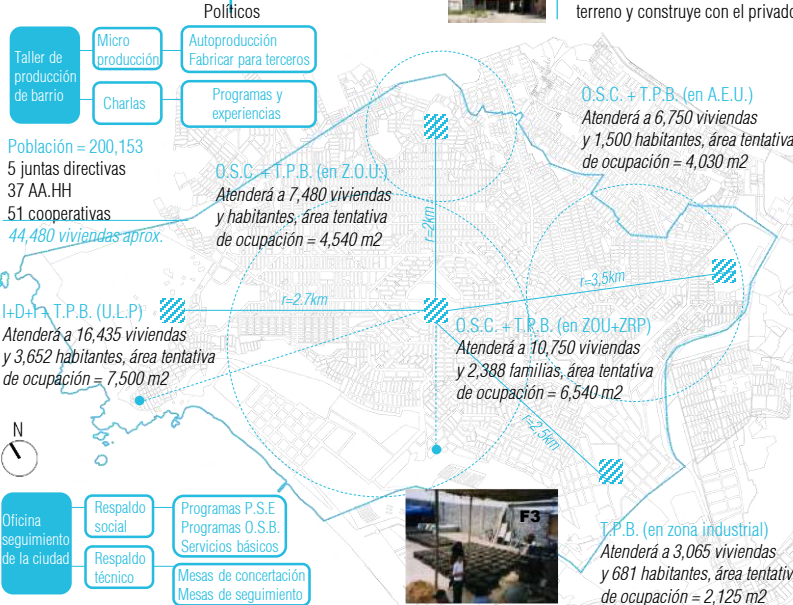 Políticos
terreno y construye con el privado
Taller de
producción
de barrio
Micro
producción
Autoproducción
Fabricar para terceros
Charlas
Programas y
experiencias
Población = 200,153
5 juntas directivas
37 AA.HH
51 cooperativas
44,480 viviendas aprox.
O.S.C. + T.P.B. (en Z.O.U.)
Atenderá a 7,480 viviendas
y habitantes, área tentativa
de ocupación = 4,540 m2
O.S.C. + T.P.B. (en A.E.U.)
Atenderá a 6,750 viviendas
y 1,500 habitantes, área tentativa
de ocupación = 4,030 m2
r=2km
r=3,5km
r=2.7km
r=2.5km
I+D+I + T.P.B. (U.L.P)
Atenderá a 16,435 viviendas
y 3,652 habitantes, área tentativa
de ocupación = 7,500 m2
O.S.C. + T.P.B. (en ZOU+ZRP)
Atenderá a 10,750 viviendas
y 2,388 familias, área tentativa
de ocupación = 6,540 m2
N
Oficina
seguimiento
de la ciudad
Respaldo
social
Programas P.S.E
Programas O.S.B.
Servicios básicos
Respaldo
técnico
Mesas de concertación
Mesas de seguimiento
F3
T.P.B. (en zona industrial)
Atenderá a 3,065 viviendas
y 681 habitantes, área tentativ
de ocupación = 2,125 m2